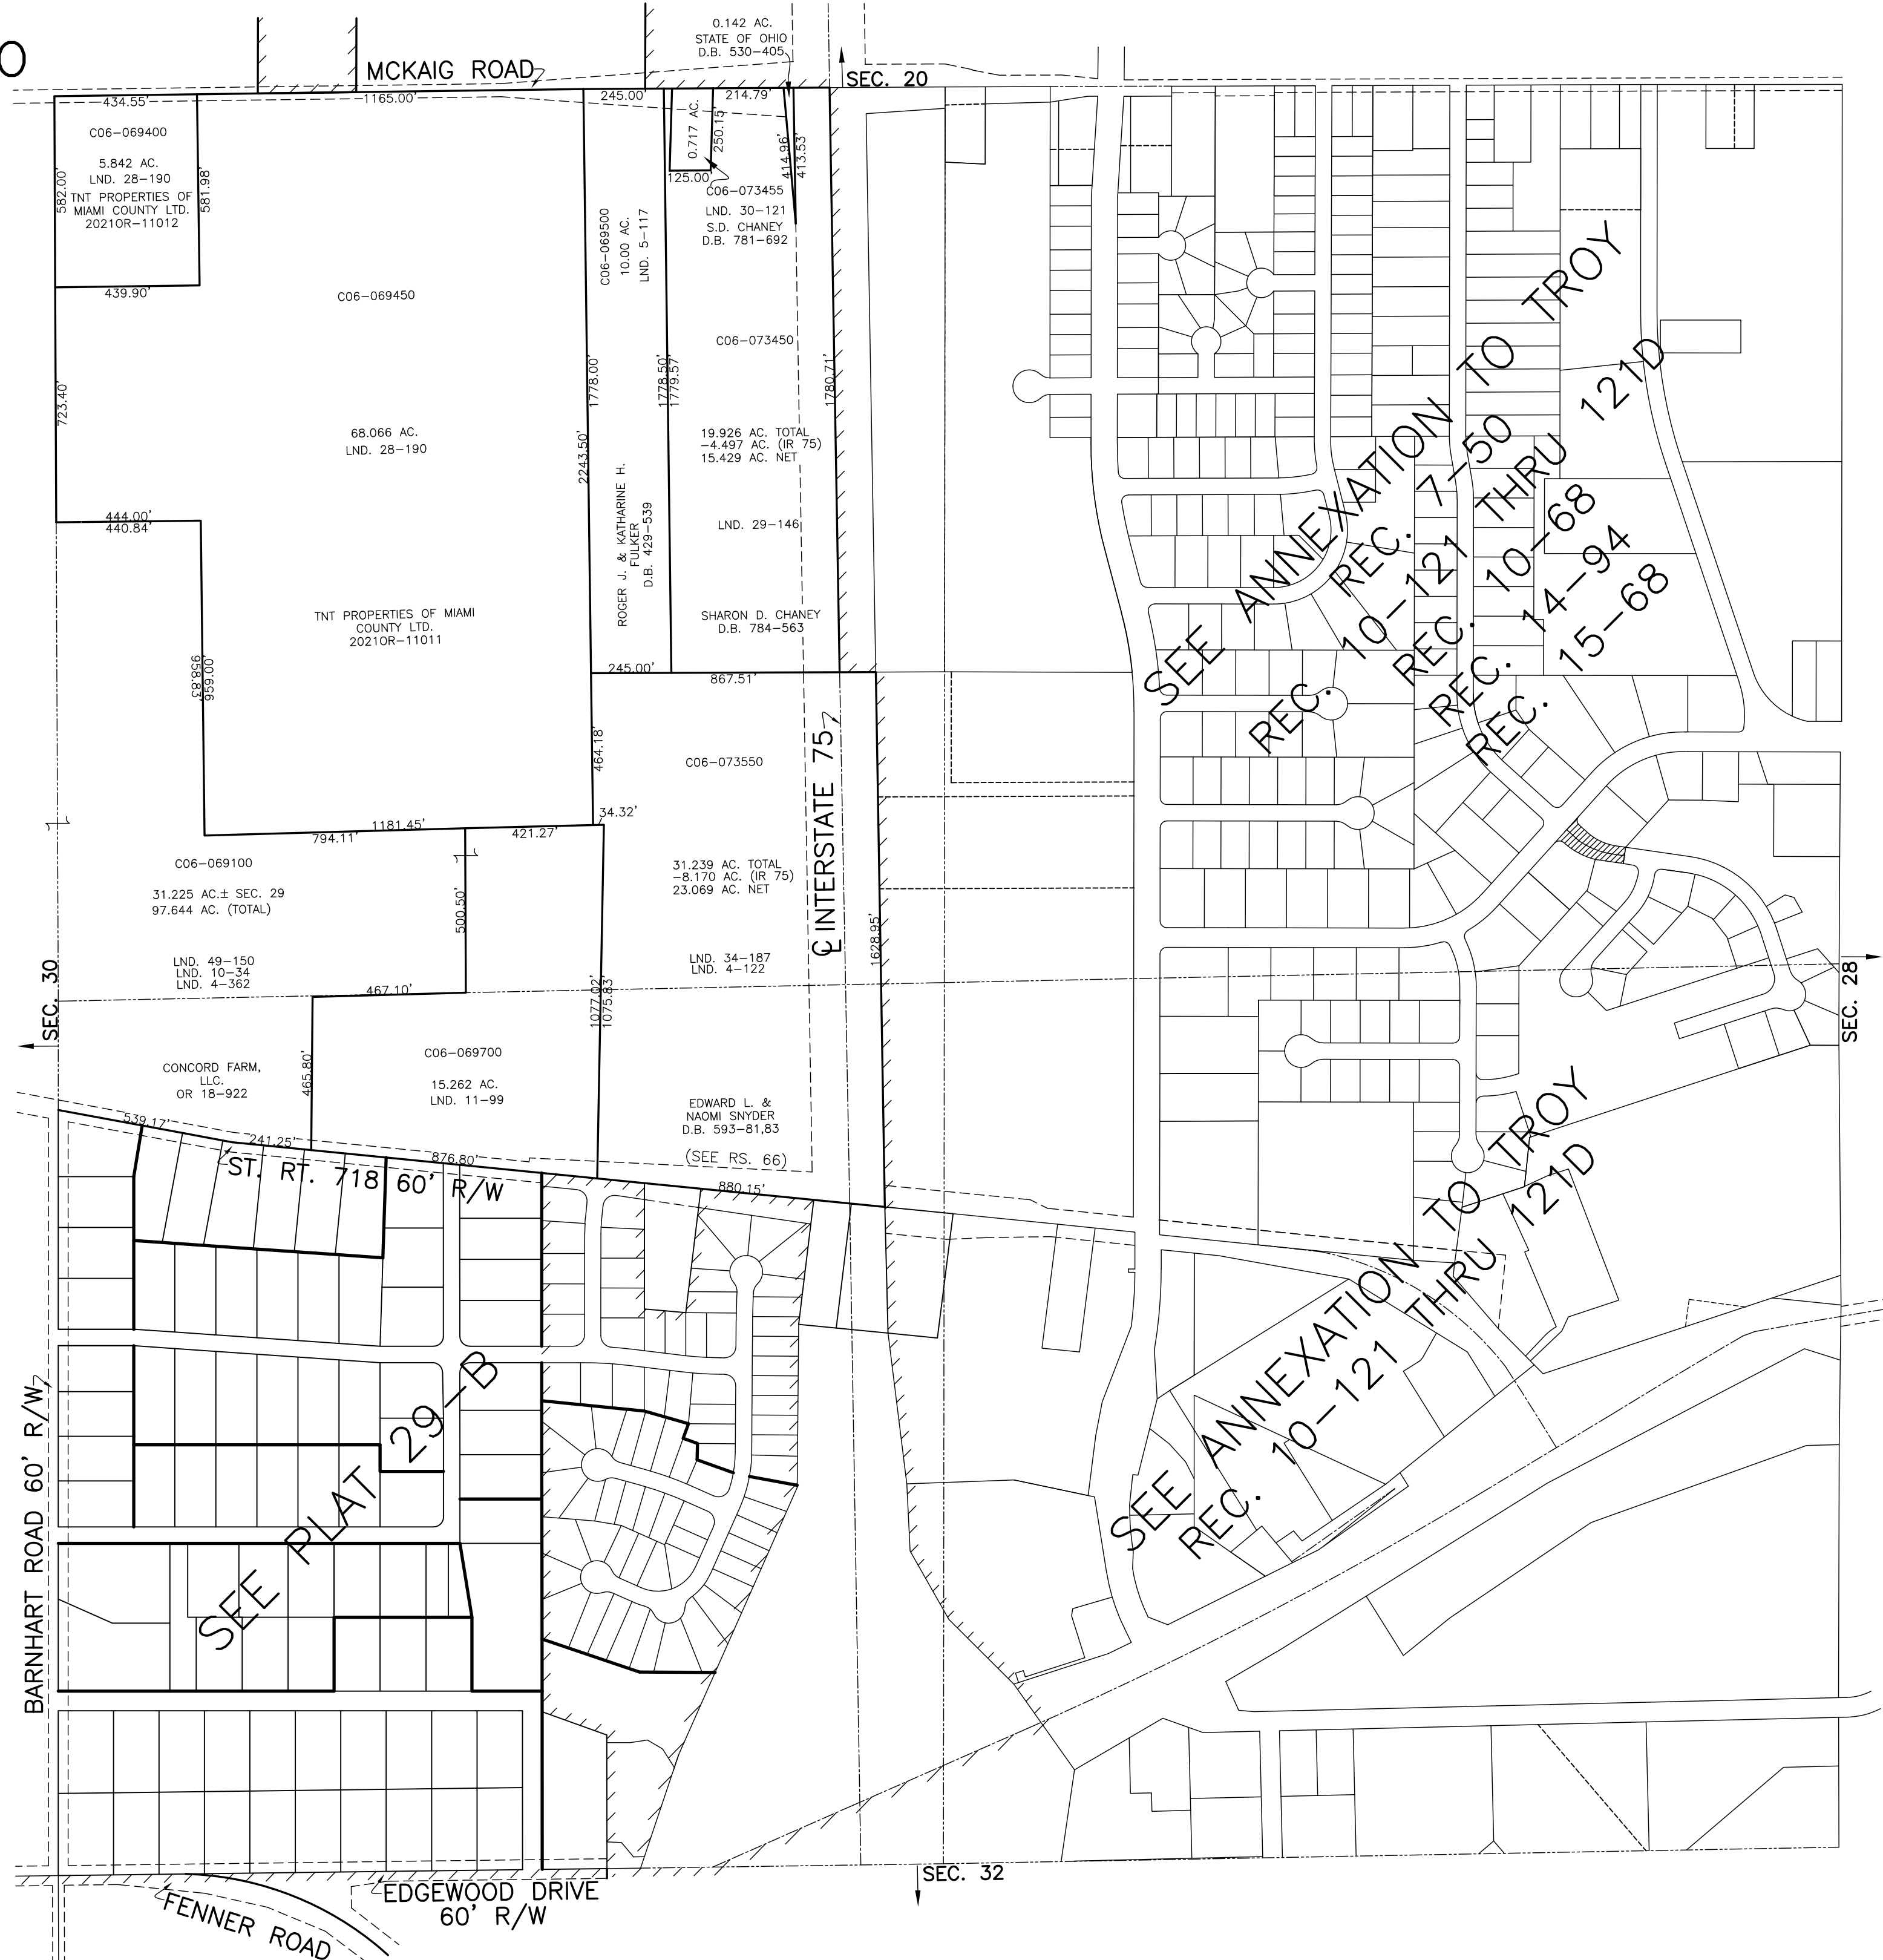 O
0.142 AC.
STATE OF OHIO
D.B. 530-405
MCKAIG ROAD
SEC. 20
434.55'
1165.00'
245.00'
214.79'
C06-069400
5.842 AC.
LND. 28-190
TNT PROPERTIES OF
MIAMI COUNTY LTD.
2021OR-11012
582.00'
581.98'
439.90'
0.717 AC.
250.15'
125.00'
414.96'
413.53'
C06-073455
LND. 30-121
S.D. CHANEY
D.B. 781-692
C06-069500
10.00 AC.
LND. 5-117
C06-069450
C06-073450
723.40'
1778.00'
1778.50'
1779.57'
1780.71'
68.066 AC.
LND. 28-190
2243.50'
19.926 AC. TOTAL
-4.497 AC. (IR 75)
15.429 AC. NET
ROGER J. & KATHARINE H.
FULKER
D.B. 429-539
LND. 29-146
444.00'
440.84'
TNT PROPERTIES OF MIAMI
COUNTY LTD.
2021OR-11011
SHARON D. CHANEY
D.B. 784-563
958.83'
959.00'
245.00'
867.51'
464.18'
C06-073550
℄ INTERSTATE 75
34.32'
1181.45'
794.11'
421.27'
C06-069100
31.225 AC.± SEC. 29
97.644 AC. (TOTAL)
500.50'
31.239 AC. TOTAL
-8.170 AC. (IR 75)
23.069 AC. NET
1628.95'
LND. 49-150
LND. 10-34
LND. 4-362
LND. 34-187
LND. 4-122
SEC. 30
SEC. 28
467.10'
1077.02'
1075.83'
465.80'
C06-069700
15.262 AC.
LND. 11-99
CONCORD FARM,
LLC.
OR 18-922
EDWARD L. &
NAOMI SNYDER
D.B. 593-81,83
(SEE RS. 66)
539.17'
241.25'
876.80'
880.15'
ST. RT. 718 60' R/W
SEE ANNEXATION TO TROY
REC. 7-50
REC. 10-121 THRU 121D
REC. 10-68
REC. 14-94
REC. 15-68
SEE ANNEXATION TO TROY
REC. 10-121 THRU 121D
SEE PLAT 29-B
BARNHART ROAD 60' R/W
SEC. 32
EDGEWOOD DRIVE
60' R/W
FENNER ROAD